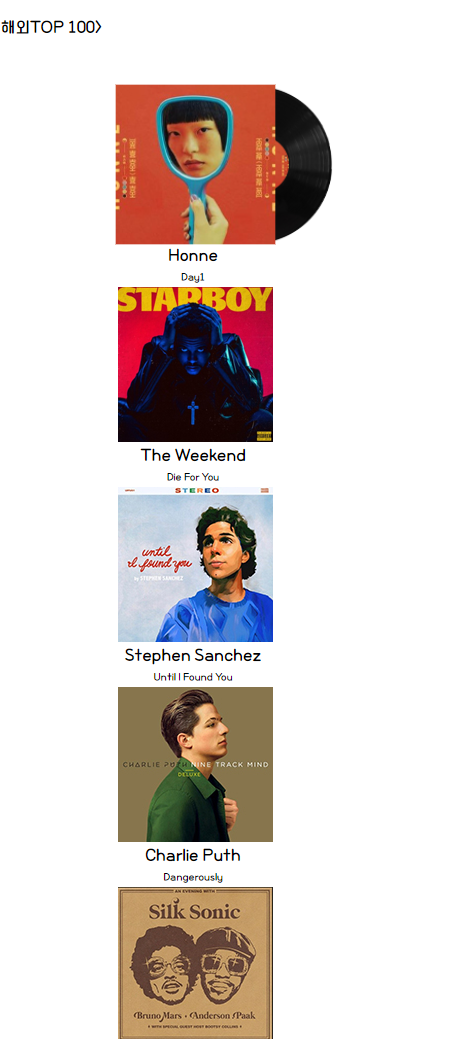 해외TOP 100>
Honne
Day1
STARBOY
The Weekend
Die For You
STEREO
until
I found you
by STEPHEN SANCHEZ
Stephen Sanchez
Until I Found You
CHARLIE PUTH NINE TRACK MIND
DELUXE
Charlie Puth
Dangerously
AN EVENING WITH
Silk Sonic
Bruno Mars • Anderson .Paak
WITH SPECIAL GUEST HOST BOOTSY COLLINS